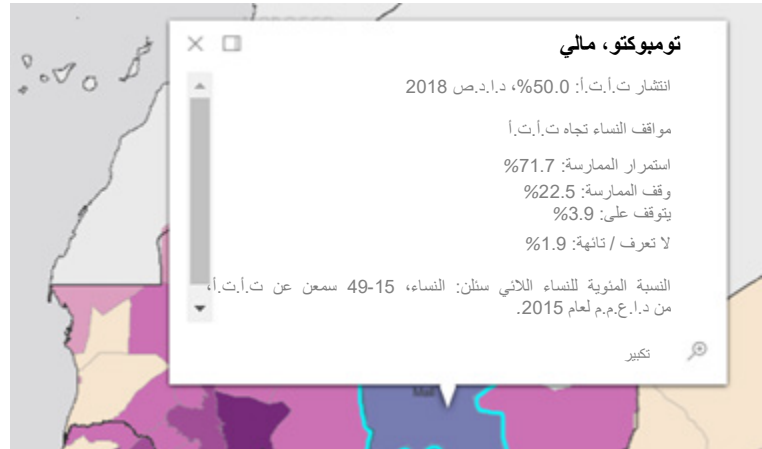 تومبوكتو، مالي
انتشار ت.أ.ت.أ: 50.0%، د.ا.د.ص 2018
مواقف النساء تجاه ت.أ.ت.أ
استمرار الممارسة: 71.7%
وقف الممارسة: 22.5%
يتوقف على: 3.9%
لا تعرف / تائهة: 1.9%
النسبة المئوية للنساء اللائي سئلن: النساء، 15-49 سمعن عن ت.أ.ت.أ،
من د.ا.ع.م.م لعام 2015.
تكبير